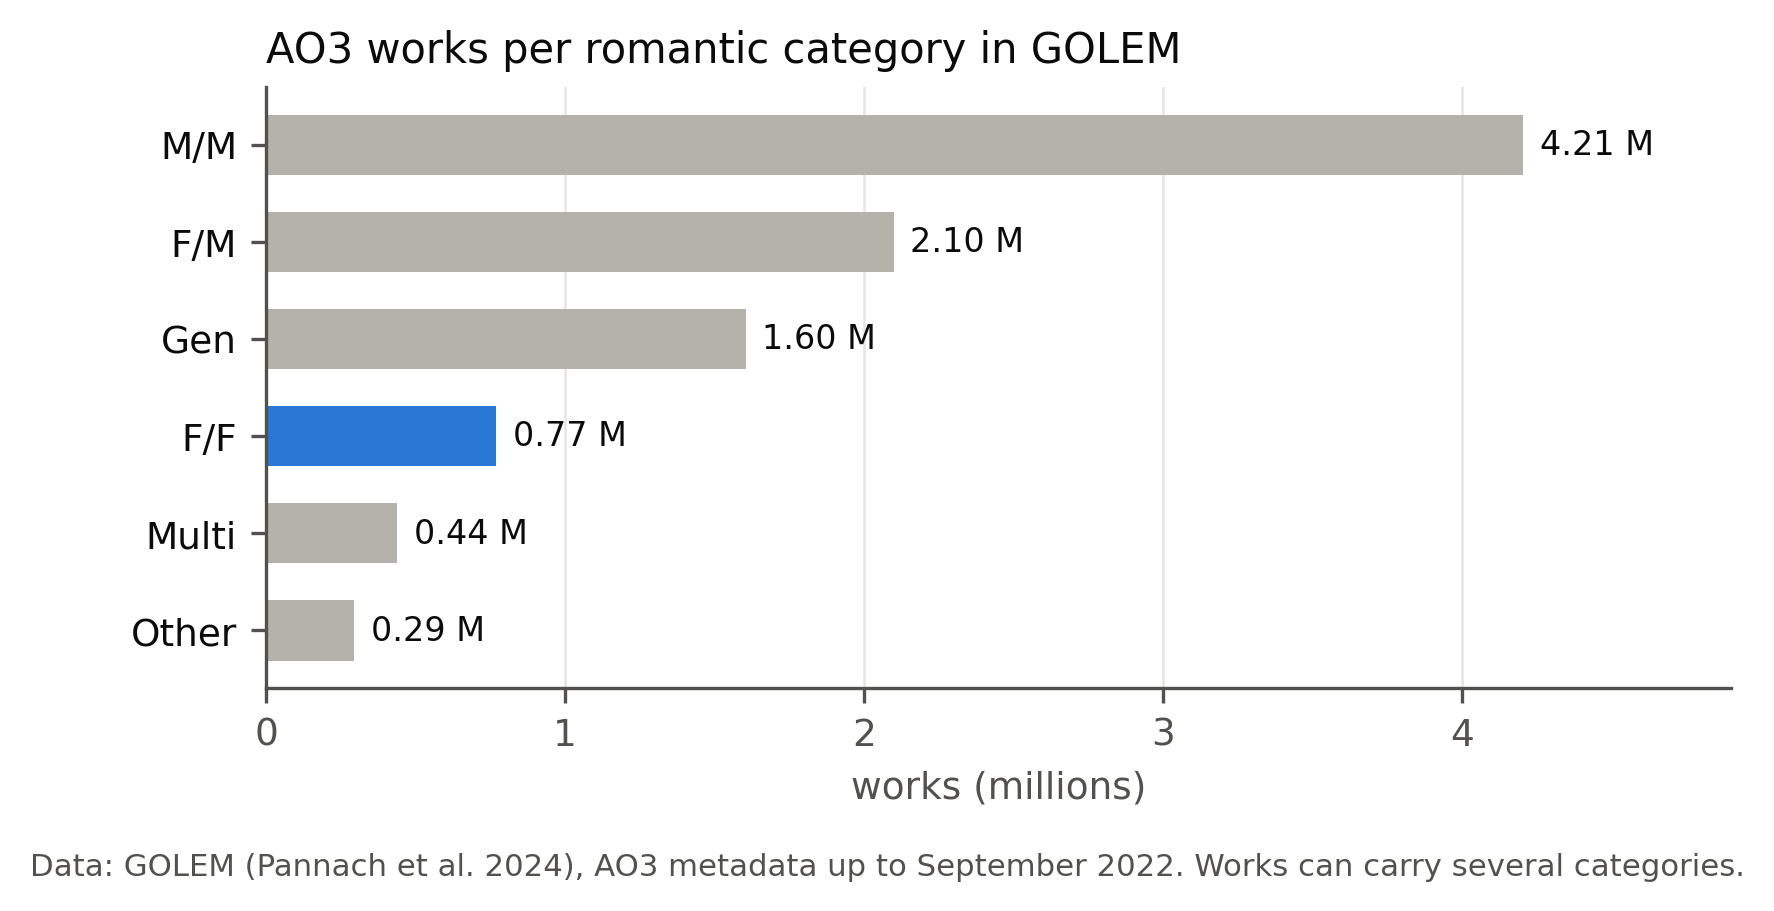 AO3 works per romantic category in GOLEM
M/M
4.21 M
F/M
2.10 M
Gen
1.60 M
F/F
0.77 M
Multi
0.44 M
Other
0.29 M
0 1 2 3 4
works (millions)
Data: GOLEM (Pannach et al. 2024), AO3 metadata up to September 2022. Works can carry several categories.